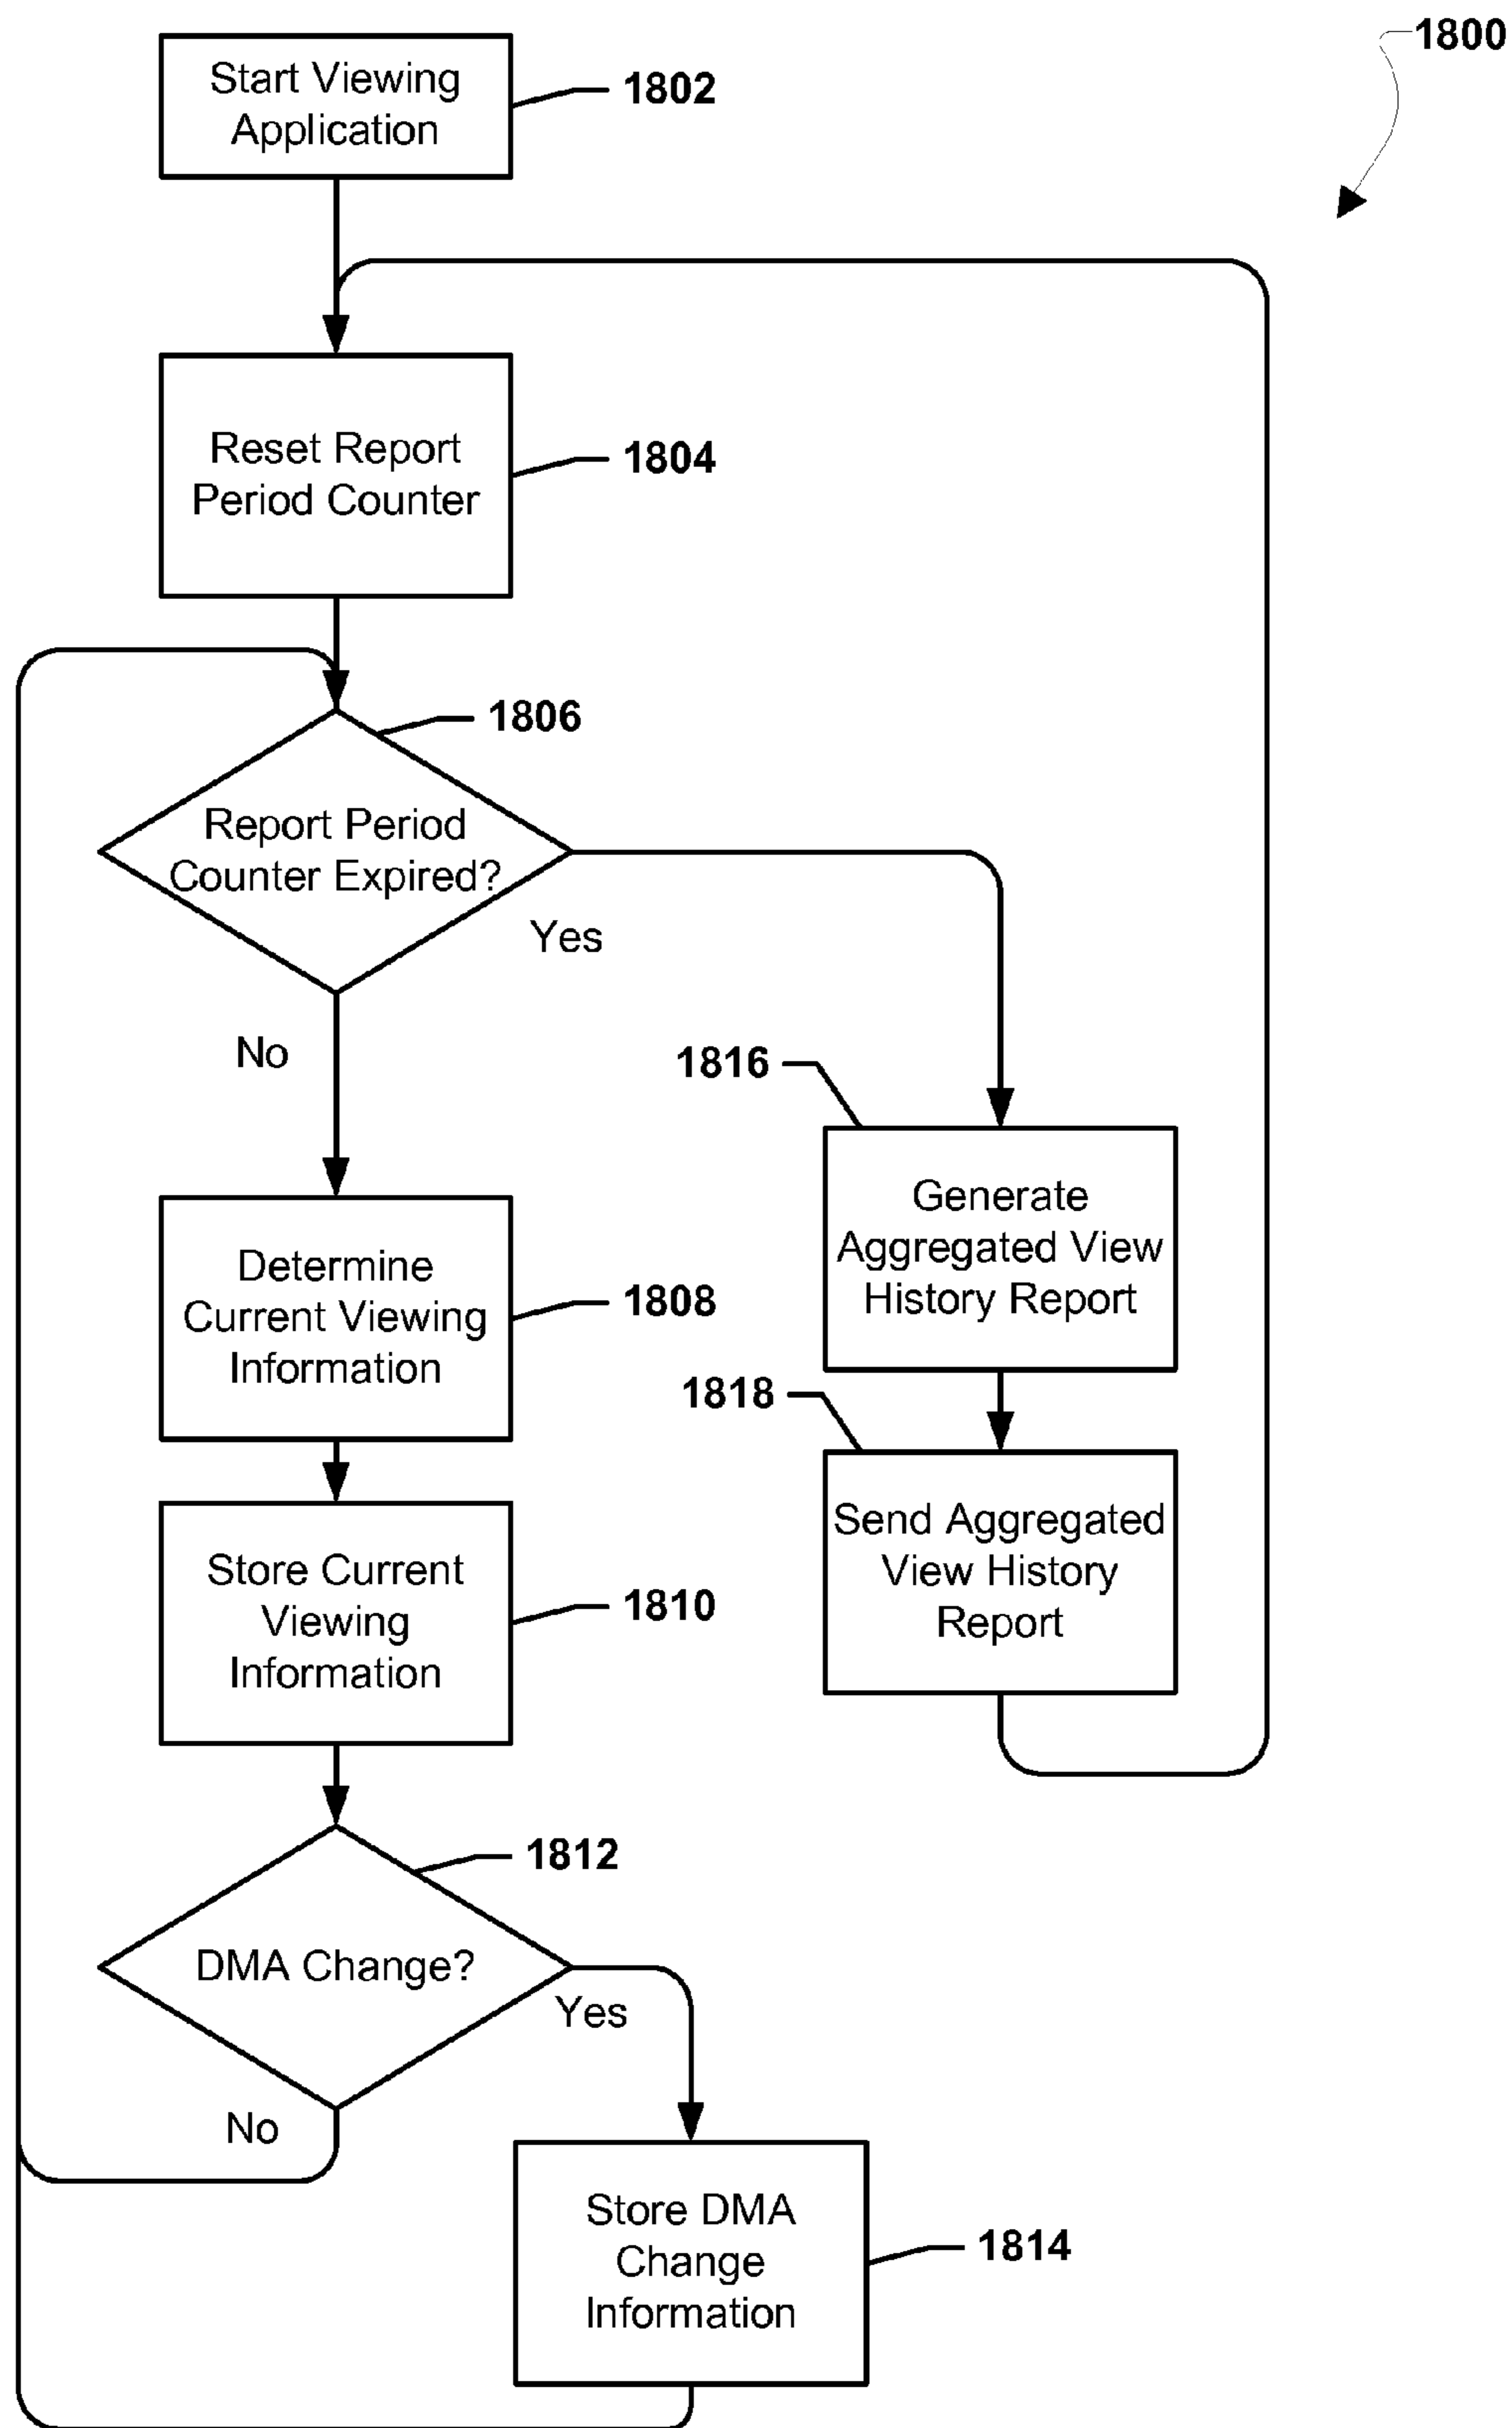 1800
Start Viewing
Application
1802
Reset Report
Period Counter
1804
1806
Report Period
Counter Expired?
Yes
No
1816
Generate
Aggregated View
History Report
Determine
Current Viewing
Information
1808
1818
Send Aggregated
View History
Report
Store Current
Viewing
Information
1810
1812
DMA Change?
Yes
No
Store DMA
Change
Information
1814